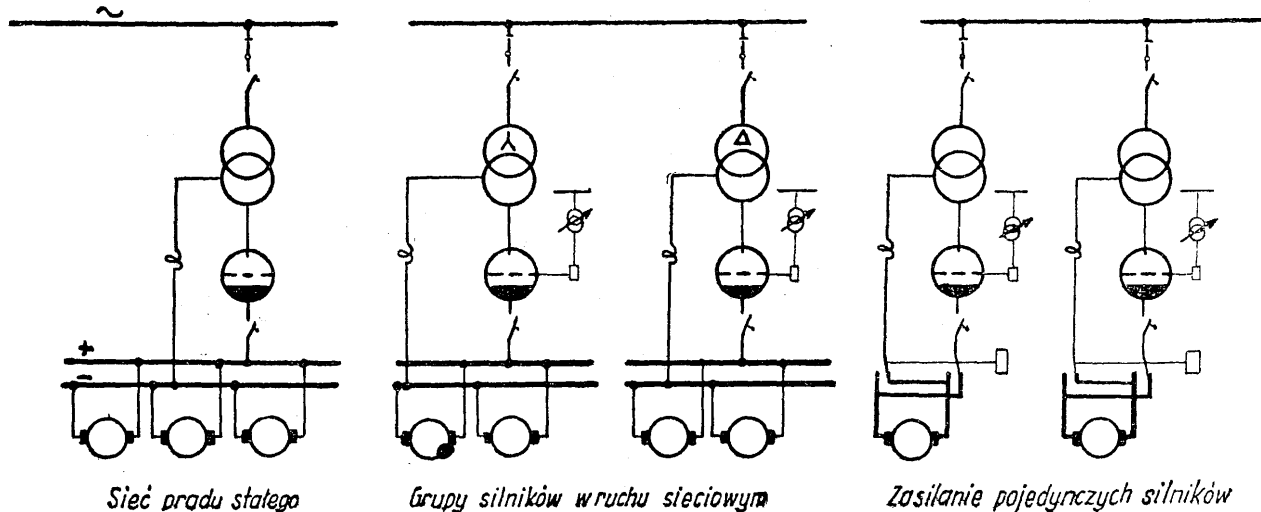 ~
+
-
Sieć prądu stałego
Grupy silników w ruchu sieciowym
Zasilanie pojedynczych silników